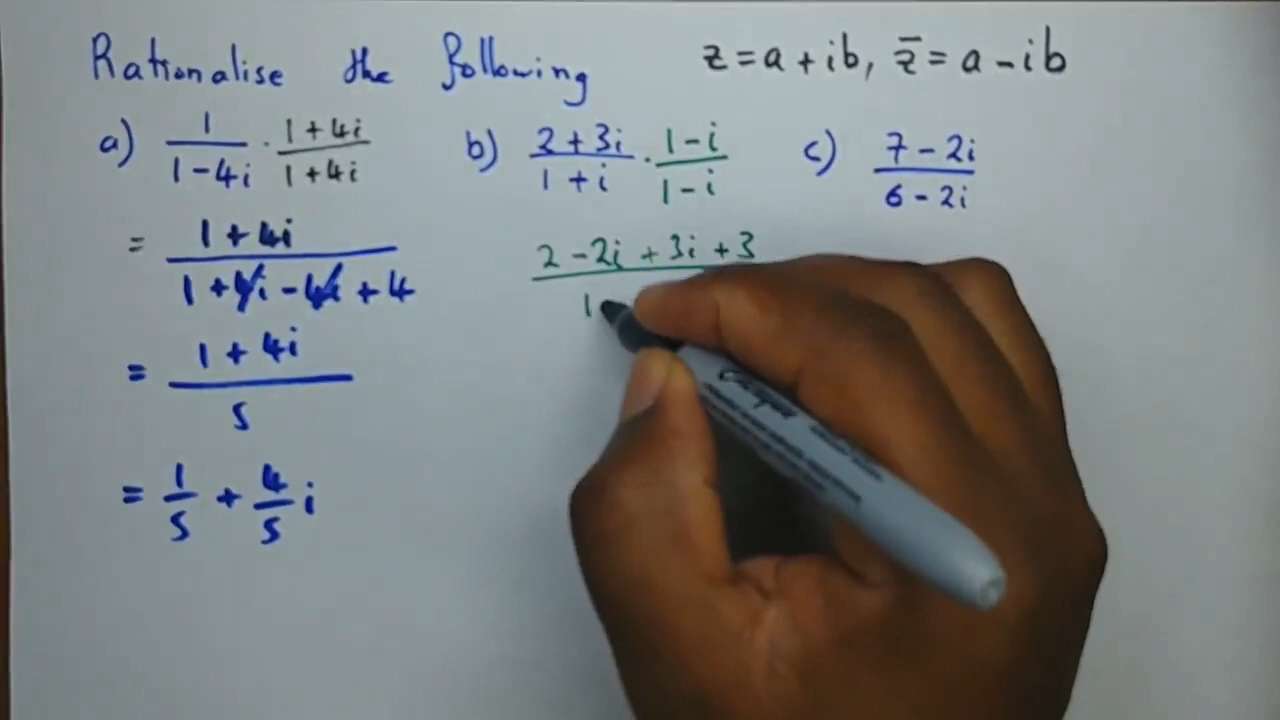 Rationalise the following
z = a + ib, z̄ = a - ib
a) 1/(1 - 4i) · (1 + 4i)/(1 + 4i)
= (1 + 4i)/(1 + 4i - 4i + 4)
= (1 + 4i)/5
= 1/5 + 4/5 i
b) (2 + 3i)/(1 + i) · (1 - i)/(1 - i)
2 - 2i + 3i + 3
1
c) (7 - 2i)/(6 - 2i)